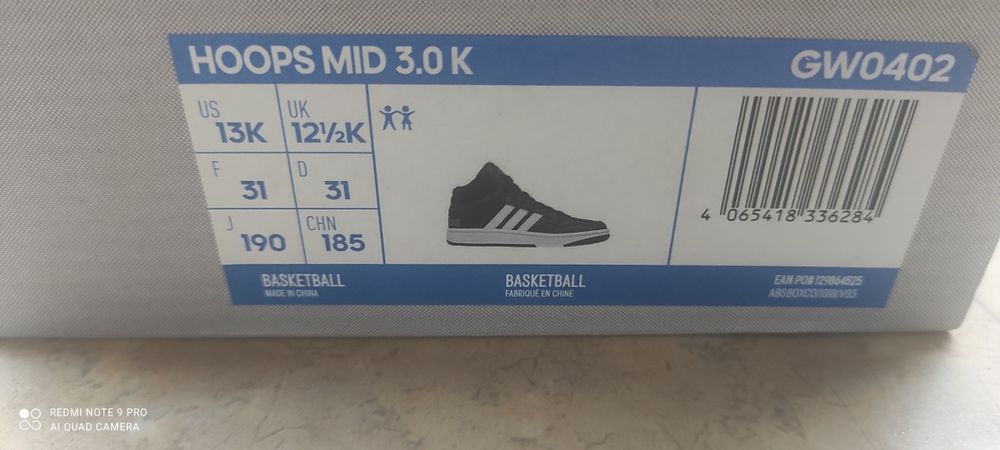 HOOPS MID 3.0 K
GW0402
US
13K
UK
12½K
F
31
D
31
J
190
CHN
185
4 065418 336284
BASKETBALL
MADE IN CHINA
BASKETBALL
FABRIQUÉ EN CHINE
EAN PO# 129864525
ABSBOXCO/1018/V0.5
REDMI NOTE 9 PRO
AI QUAD CAMERA